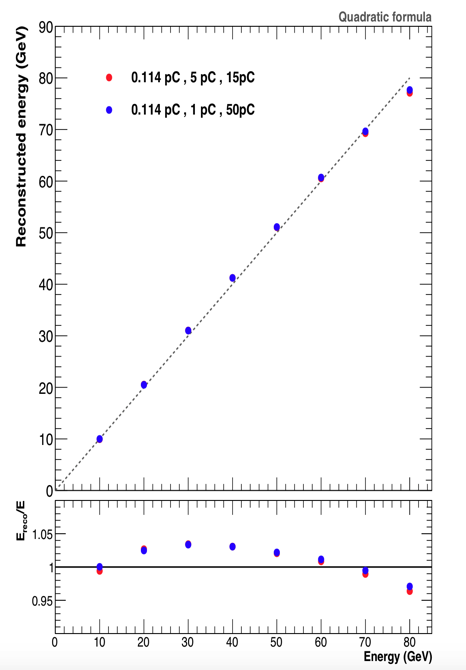 Quadratic formula
Reconstructed energy (GeV)
90
80
70
60
50
40
30
20
10
0
0.114 pC , 5 pC , 15pC
0.114 pC , 1 pC , 50pC
E_reco/E
1.05
1
0.95
0 10 20 30 40 50 60 70 80
Energy (GeV)